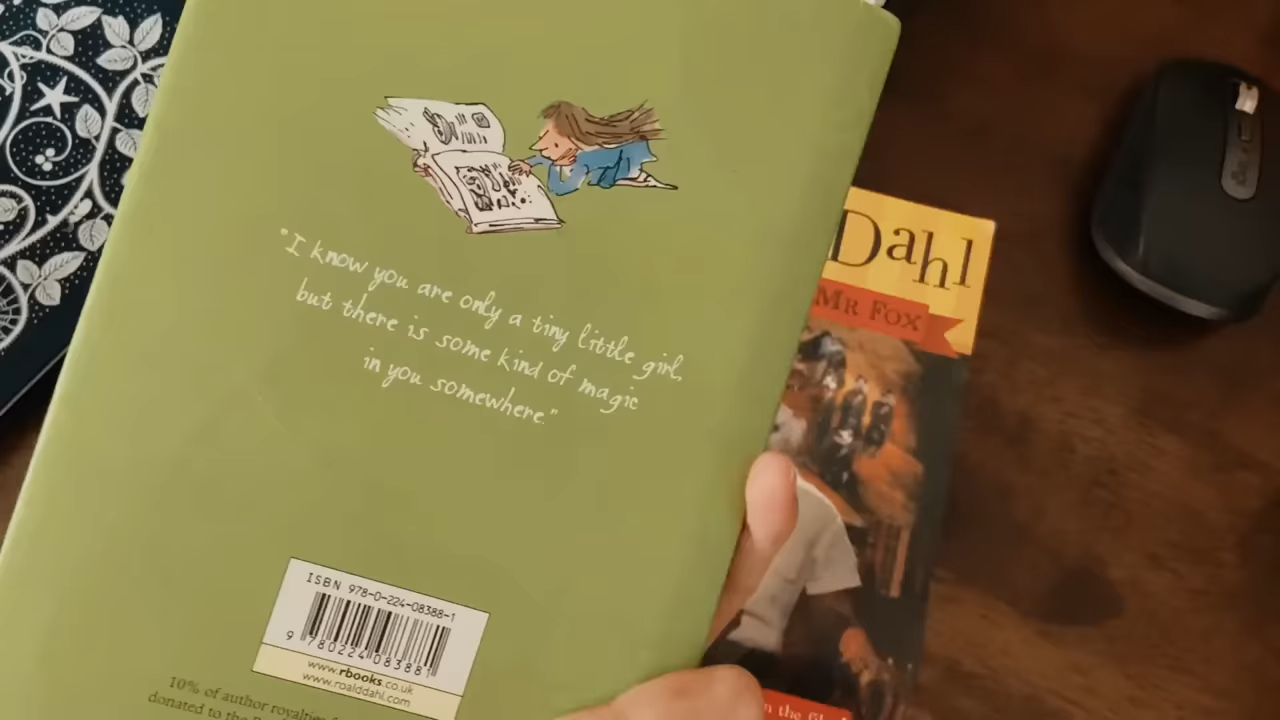 "I know you are only a tiny little girl,
but there is some kind of magic
in you somewhere."
ISBN 978-0-224-08388-1
9 780224 083881
www.rbooks.co.uk
www.roalddahl.com
10% of author royalties
donated to the
Dahl
MR FOX
the film